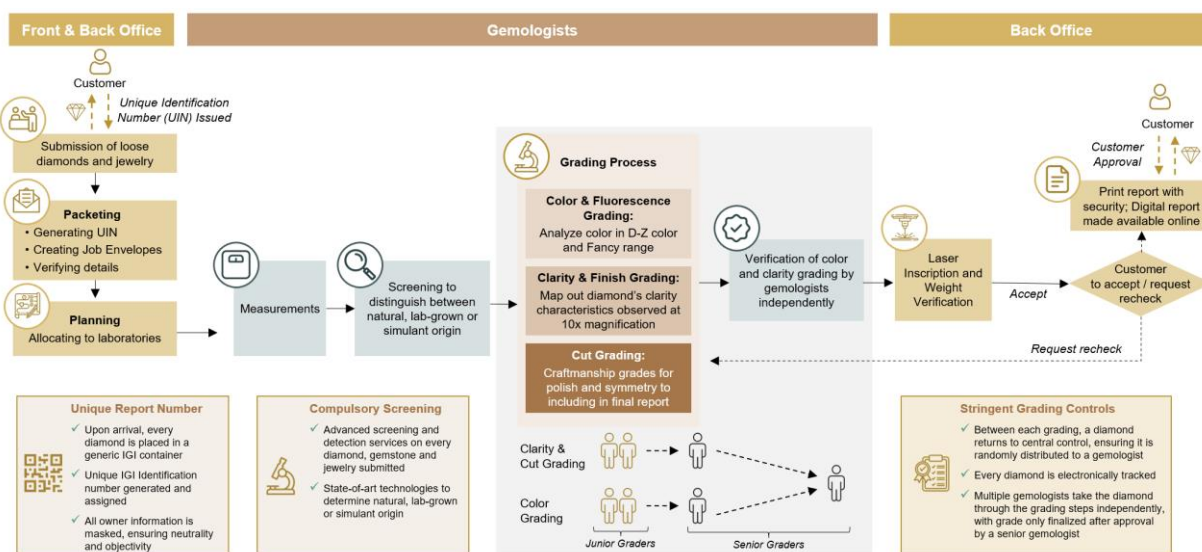 Front & Back Office
Gemologists
Back Office
Customer
Unique Identification
Number (UIN) Issued
Submission of loose
diamonds and jewelry
Packeting
• Generating UIN
• Creating Job Envelopes
• Verifying details
Planning
Allocating to laboratories
Measurements
Screening to
distinguish between
natural, lab-grown or
simulant origin
Grading Process
Color & Fluorescence
Grading:
Analyze color in D-Z color
and Fancy range
Clarity & Finish Grading:
Map out diamond's clarity
characteristics observed at
10x magnification
Cut Grading:
Craftmanship grades for
polish and symmetry to
including in final report
Verification of color
and clarity grading by
gemologists
independently
Laser
Inscription and
Weight
Verification
Accept
Customer
to accept / request
recheck
Request recheck
Print report with
security; Digital report
made available online
Customer
Approval
Customer
Clarity &
Cut Grading
Color
Grading
Junior Graders
Senior Graders
Unique Report Number
✓ Upon arrival, every
diamond is placed in a
generic IGI container
✓ Unique IGI Identification
number generated and
assigned
✓ All owner information is
masked, ensuring neutrality
and objectivity
Compulsory Screening
✓ Advanced screening and
detection services on every
diamond, gemstone and
jewelry submitted
✓ State-of-art technologies to
determine natural, lab-grown
or simulant origin
Stringent Grading Controls
✓ Between each grading, a diamond
returns to central control, ensuring it is
randomly distributed to a gemologist
✓ Every diamond is electronically tracked
✓ Multiple gemologists take the diamond
through the grading steps independently,
with grade only finalized after approval
by a senior gemologist